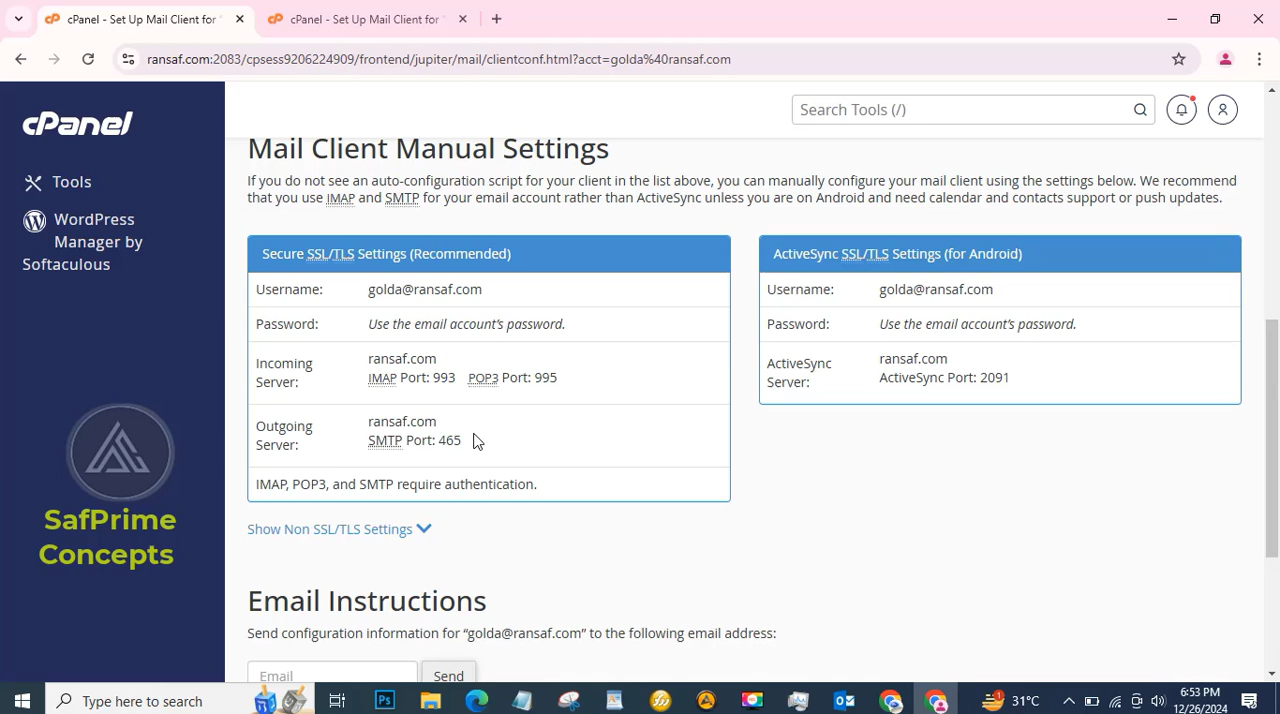 cPanel - Set Up Mail Client for
cPanel - Set Up Mail Client for
ransaf.com:2083/cpsess9206224909/frontend/jupiter/mail/clientconf.html?acct=golda%40ransaf.com
cPanel
Search Tools (/)
Tools
WordPress
Manager by
Softaculous
SafPrime
Concepts
Mail Client Manual Settings
If you do not see an auto-configuration script for your client in the list above, you can manually configure your mail client using the settings below. We recommend
that you use IMAP and SMTP for your email account rather than ActiveSync unless you are on Android and need calendar and contacts support or push updates.
Secure SSL/TLS Settings (Recommended)
Username: golda@ransaf.com
Password: Use the email account’s password.
Incoming Server: ransaf.com
IMAP Port: 993 POP3 Port: 995
Outgoing Server: ransaf.com
SMTP Port: 465
IMAP, POP3, and SMTP require authentication.
ActiveSync SSL/TLS Settings (for Android)
Username: golda@ransaf.com
Password: Use the email account’s password.
ActiveSync Server: ransaf.com
ActiveSync Port: 2091
Show Non SSL/TLS Settings
Email Instructions
Send configuration information for “golda@ransaf.com” to the following email address:
Email
Send
Type here to search
Ps
31°C
6:53 PM
12/26/2024